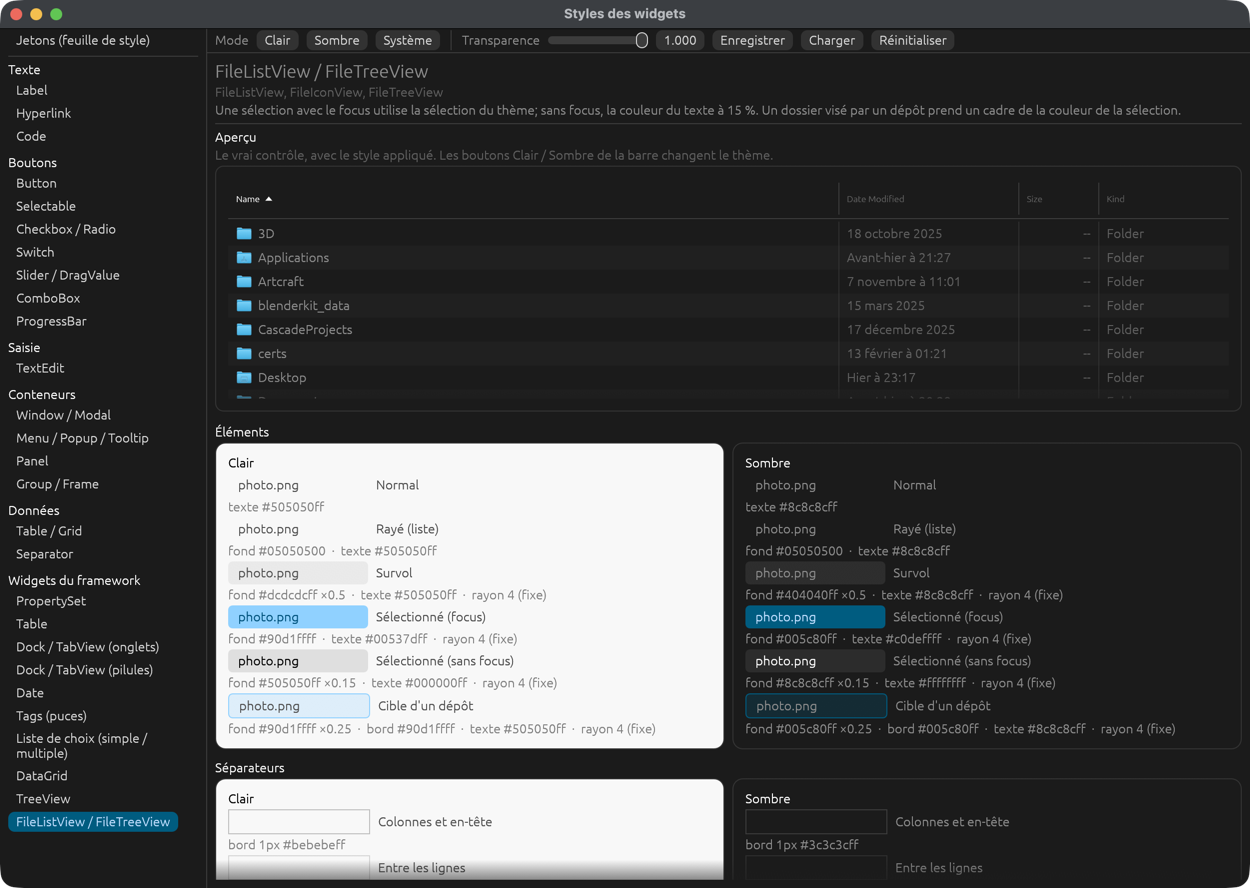 Styles des widgets
Jetons (feuille de style)
Mode Clair Sombre Système Transparence 1.000 Enregistrer Charger Réinitialiser
Texte
Label
Hyperlink
Code
Boutons
Button
Selectable
Checkbox / Radio
Switch
Slider / DragValue
ComboBox
ProgressBar
Saisie
TextEdit
Conteneurs
Window / Modal
Menu / Popup / Tooltip
Panel
Group / Frame
Données
Table / Grid
Separator
Widgets du framework
PropertySet
Table
Dock / TabView (onglets)
Dock / TabView (pilules)
Date
Tags (puces)
Liste de choix (simple /
multiple)
DataGrid
TreeView
FileListView / FileTreeView
FileListView / FileTreeView
FileListView, FileIconView, FileTreeView
Une sélection avec le focus utilise la sélection du thème; sans focus, la couleur du texte à 15 %. Un dossier visé par un dépôt prend un cadre de la couleur de la sélection.
Aperçu
Le vrai contrôle, avec le style appliqué. Les boutons Clair / Sombre de la barre changent le thème.
Name Date Modified Size Kind
3D 18 octobre 2025 -- Folder
Applications Avant-hier à 21:27 -- Folder
Artcraft 7 novembre à 11:01 -- Folder
blenderkit_data 15 mars 2025 -- Folder
CascadeProjects 17 décembre 2025 -- Folder
certs 13 février à 01:21 -- Folder
Desktop Hier à 23:17 -- Folder
Éléments
Clair
photo.png Normal
texte #505050ff
photo.png Rayé (liste)
fond #05050500 · texte #505050ff
photo.png Survol
fond #dcdcdcff ×0.5 · texte #505050ff · rayon 4 (fixe)
photo.png Sélectionné (focus)
fond #90d1ffff · texte #00537dff · rayon 4 (fixe)
photo.png Sélectionné (sans focus)
fond #505050ff ×0.15 · texte #000000ff · rayon 4 (fixe)
photo.png Cible d'un dépôt
fond #90d1ffff ×0.25 · bord #90d1ffff · texte #505050ff · rayon 4 (fixe)
Sombre
photo.png Normal
texte #8c8c8cff
photo.png Rayé (liste)
fond #05050500 · texte #8c8c8cff
photo.png Survol
fond #404040ff ×0.5 · texte #8c8c8cff · rayon 4 (fixe)
photo.png Sélectionné (focus)
fond #005c80ff · texte #c0deffff · rayon 4 (fixe)
photo.png Sélectionné (sans focus)
fond #8c8c8cff ×0.15 · texte #ffffffff · rayon 4 (fixe)
photo.png Cible d'un dépôt
fond #005c80ff ×0.25 · bord #005c80ff · texte #8c8c8cff · rayon 4 (fixe)
Séparateurs
Clair
Colonnes et en-tête
bord 1px #bebebeff
Entre les lignes
Sombre
Colonnes et en-tête
bord 1px #3c3c3cff
Entre les lignes